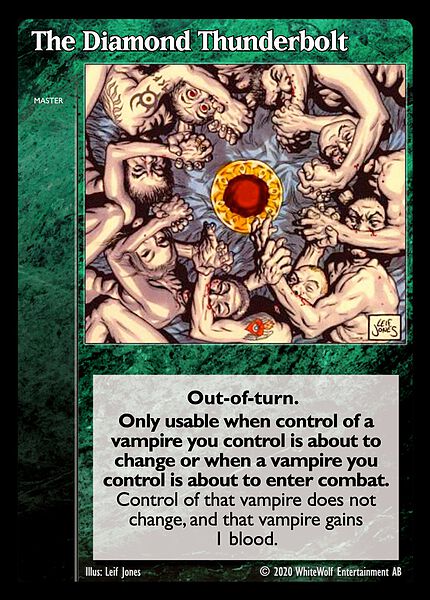 The Diamond Thunderbolt
MASTER
LEIF
JONES
Out-of-turn.
Only usable when control of a
vampire you control is about to
change or when a vampire you
control is about to enter combat.
Control of that vampire does not
change, and that vampire gains
1 blood.
Illus: Leif Jones
© 2020 WhiteWolf Entertainment AB